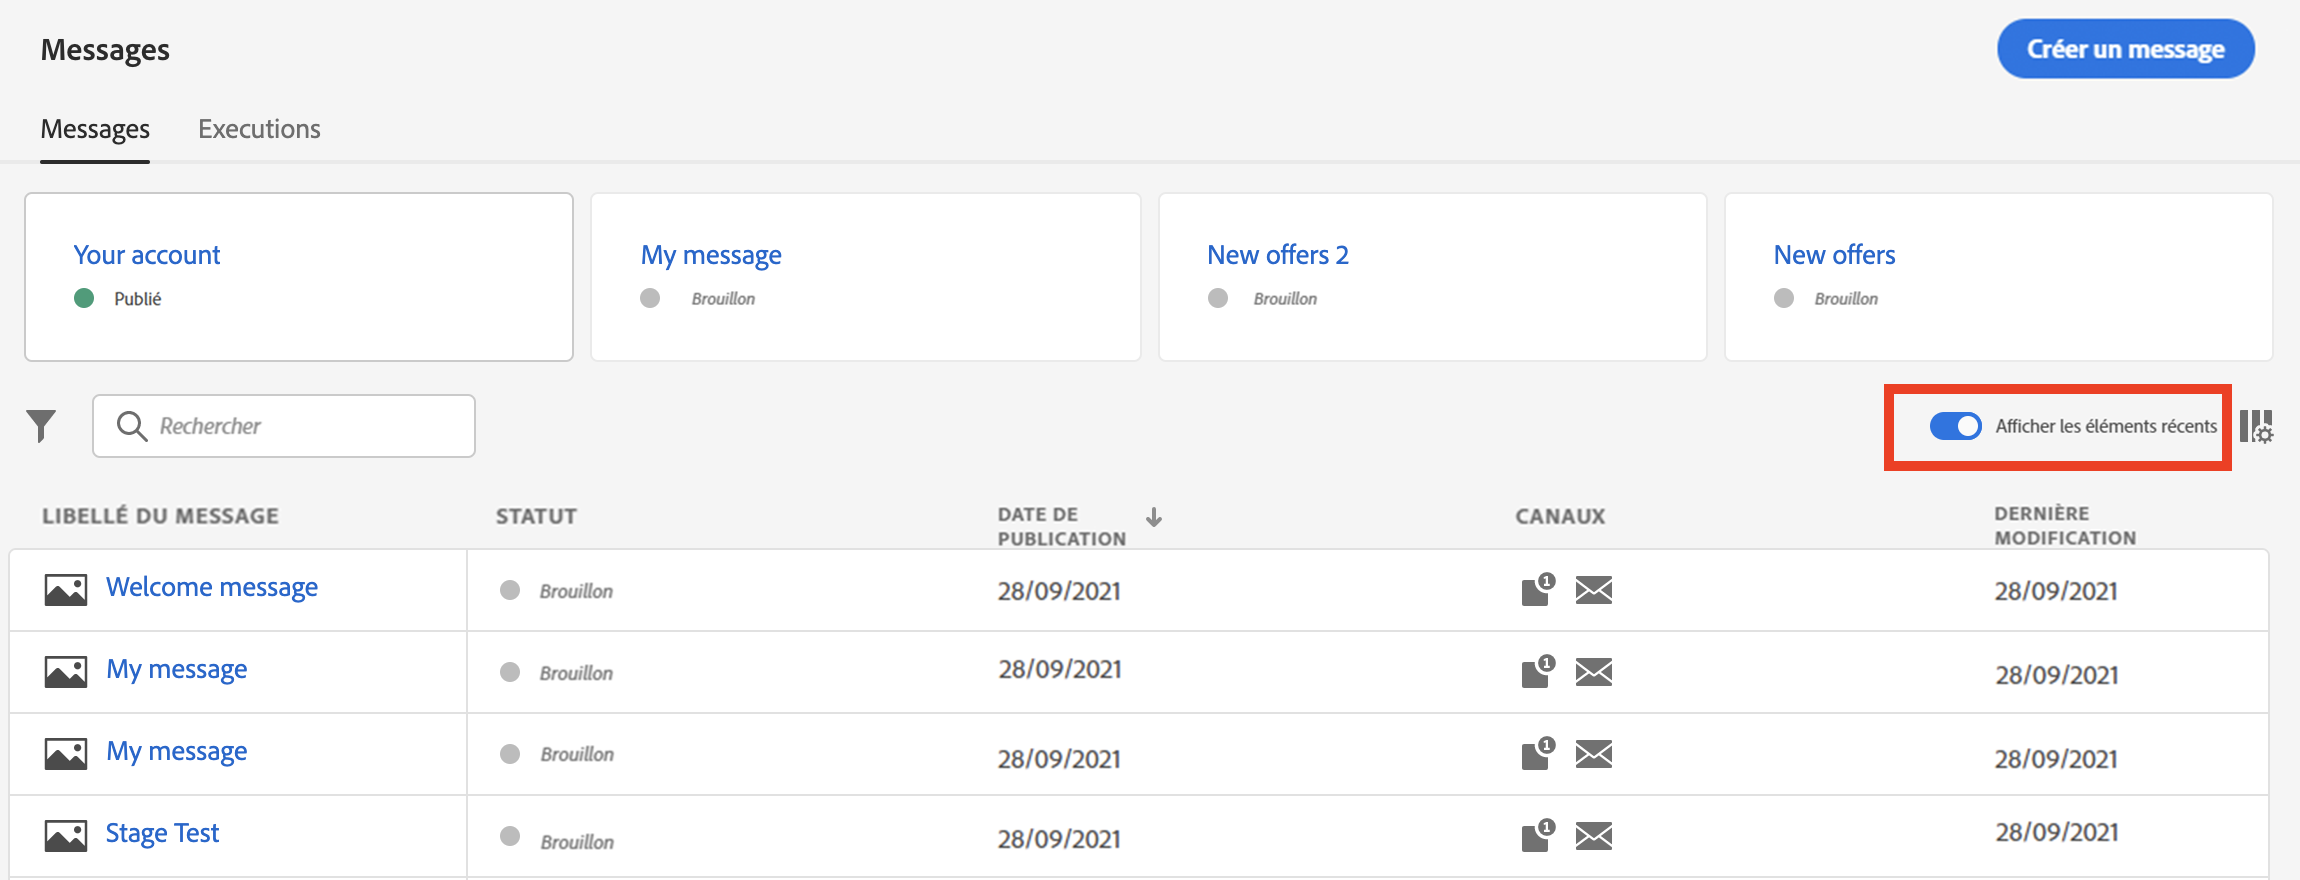 Messages
Créer un message
Messages
Executions
Your account
Publié
My message
Brouillon
New offers 2
Brouillon
New offers
Brouillon
Rechercher
Afficher les éléments récents
LIBELLÉ DU MESSAGE
STATUT
DATE DE
PUBLICATION
CANAUX
DERNIÈRE
MODIFICATION
Welcome message
Brouillon
28/09/2021
1
28/09/2021
My message
Brouillon
28/09/2021
1
28/09/2021
My message
Brouillon
28/09/2021
1
28/09/2021
Stage Test
Brouillon
28/09/2021
1
28/09/2021